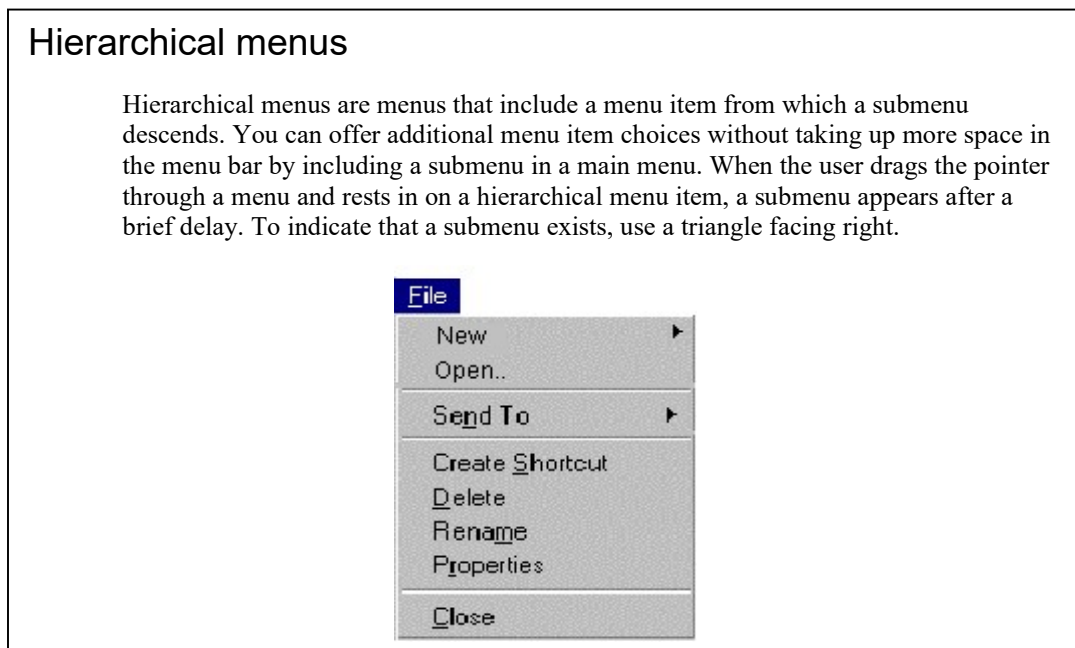 Hierarchical menus
Hierarchical menus are menus that include a menu item from which a submenu
descends. You can offer additional menu item choices without taking up more space in
the menu bar by including a submenu in a main menu. When the user drags the pointer
through a menu and rests in on a hierarchical menu item, a submenu appears after a
brief delay. To indicate that a submenu exists, use a triangle facing right.
File
New
Open..
Send To
Create Shortcut
Delete
Rename
Properties
Close